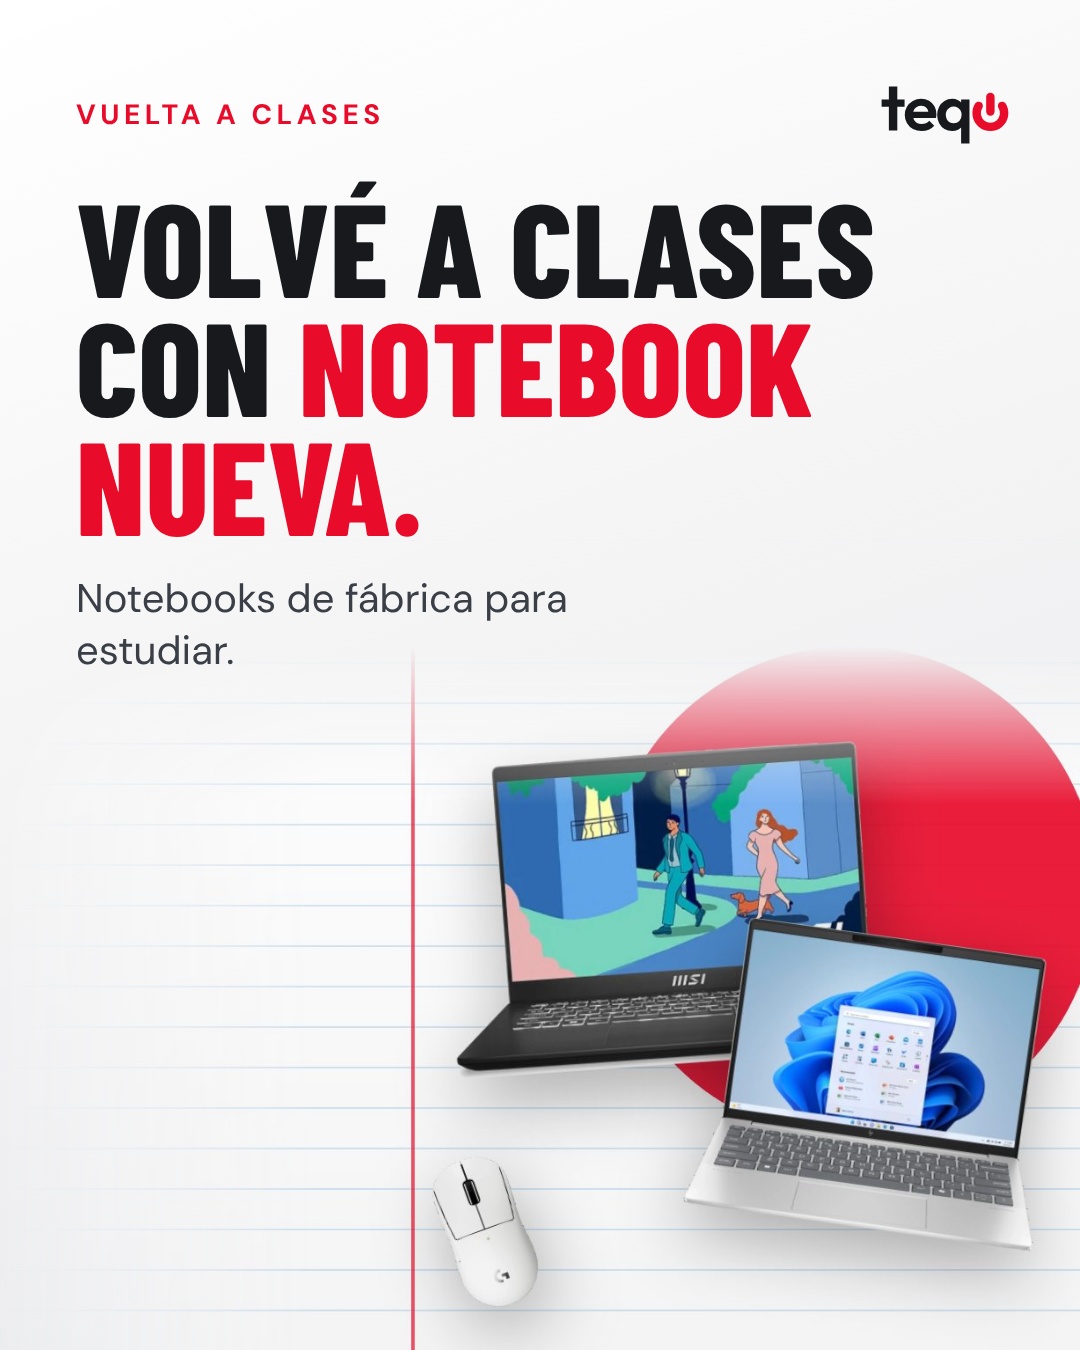 VUELTA A CLASES
teqo
VOLVÉ A CLASES
CON NOTEBOOK
NUEVA.
Notebooks de fábrica para
estudiar.
msi